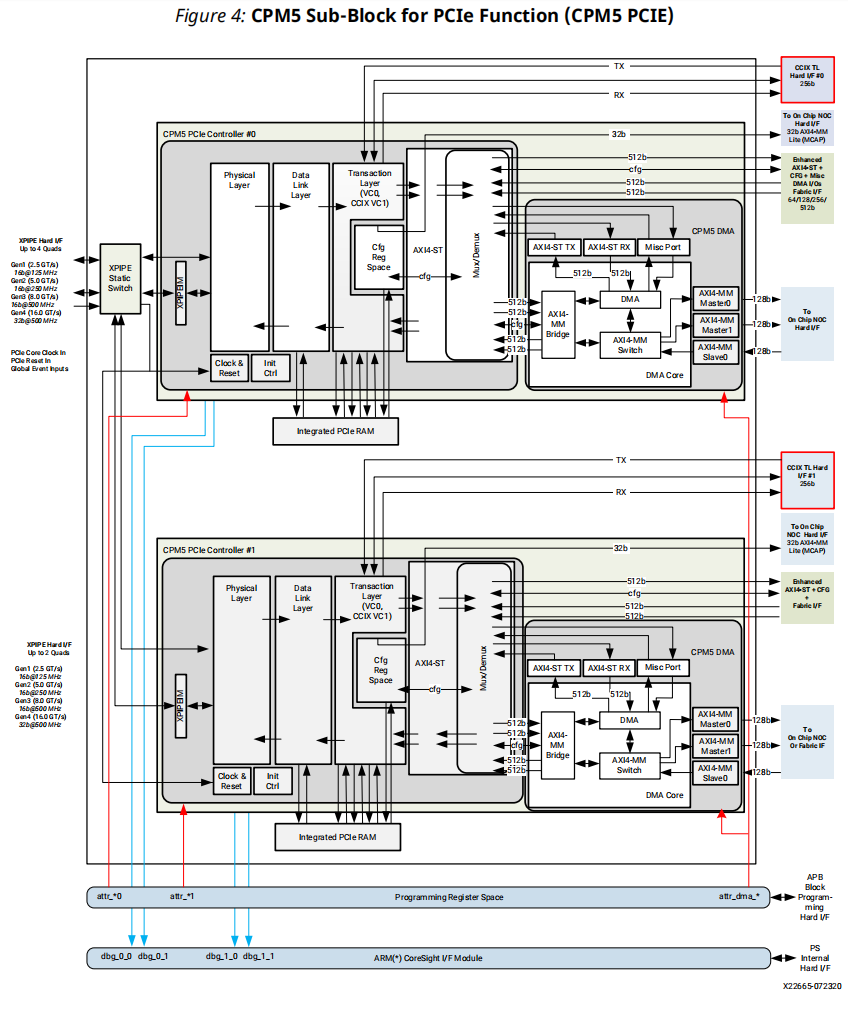 Figure 4: CPM5 Sub-Block for PCIe Function (CPM5 PCIE)
TX
RX
CCIX TL
Hard I/F #0
256b
CPM5 PCIe Controller #0
32b
To On Chip NOC
Hard I/F
32b AXI4-MM
Lite (MCAP)
512b
cfg
512b
512b
Enhanced
AXI4-ST +
CFG + Misc
DMA I/Os
Fabric I/F
64/128/256/
512b
Physical
Layer
Data
Link
Layer
Transaction
Layer
(VC0,
CCIX VC1)
Cfg
Reg
Space
AXI4-ST
cfg
Mux/Demux
CPM5 DMA
AXI4-ST TX
AXI4-ST RX
Misc Port
512b
512b
DMA
AXI4-
MM
Bridge
AXI4-MM
Switch
AXI4-MM
Master0
AXI4-MM
Master1
AXI4-MM
Slave0
DMA Core
512b
512b
cfg
512b
512b
128b
128b
128b
To
On Chip NOC
Hard I/F
XPIPE Hard I/F
Up to 4 Quads
Gen1 (2.5 GT/s)
16b@125 MHz
Gen2 (5.0 GT/s)
16b@250 MHz
Gen3 (8.0 GT/s)
16b@500 MHz
Gen4 (16.0 GT/s)
32b@500 MHz
PCIe Core Clock In
PCIe Reset In
Global Event Inputs
XPIPE
Static
Switch
XPIPEIM
Clock &
Reset
Init
Ctrl
Integrated PCIe RAM
TX
RX
CCIX TL Hard
I/F #1
256b
CPM5 PCIe Controller #1
32b
To On Chip
NOC Hard I/F
32b AXI4-MM
Lite (MCAP)
512b
cfg
512b
512b
Enhanced
AXI4-ST + CFG
+
Fabric I/F
Physical
Layer
Data
Link
Layer
Transaction
Layer
(VC0,
CCIX VC1)
Cfg
Reg
Space
AXI4-ST
cfg
Mux/Demux
CPM5 DMA
AXI4-ST TX
AXI4-ST RX
Misc Port
512b
512b
DMA
AXI4-
MM
Bridge
AXI4-MM
Switch
AXI4-MM
Master0
AXI4-MM
Master1
AXI4-MM
Slave0
DMA Core
512b
512b
cfg
512b
512b
128b
128b
128b
To
On Chip NOC
Or Fabric IF
XPIPE Hard I/F
Up to 2 Quads
Gen1 (2.5 GT/s)
16b@125 MHz
Gen2 (5.0 GT/s)
16b@250 MHz
Gen3 (8.0 GT/s)
16b@500 MHz
Gen4 (16.0 GT/s)
32b@500 MHz
XPIPEIM
Clock &
Reset
Init
Ctrl
Integrated PCIe RAM
attr_*0
attr_*1
Programming Register Space
attr_dma_*
APB
Block
Program-
ming
Hard I/F
dbg_0_0
dbg_0_1
dbg_1_0
dbg_1_1
ARM(*) CoreSight I/F Module
PS
Internal
Hard I/F
X22665-072320